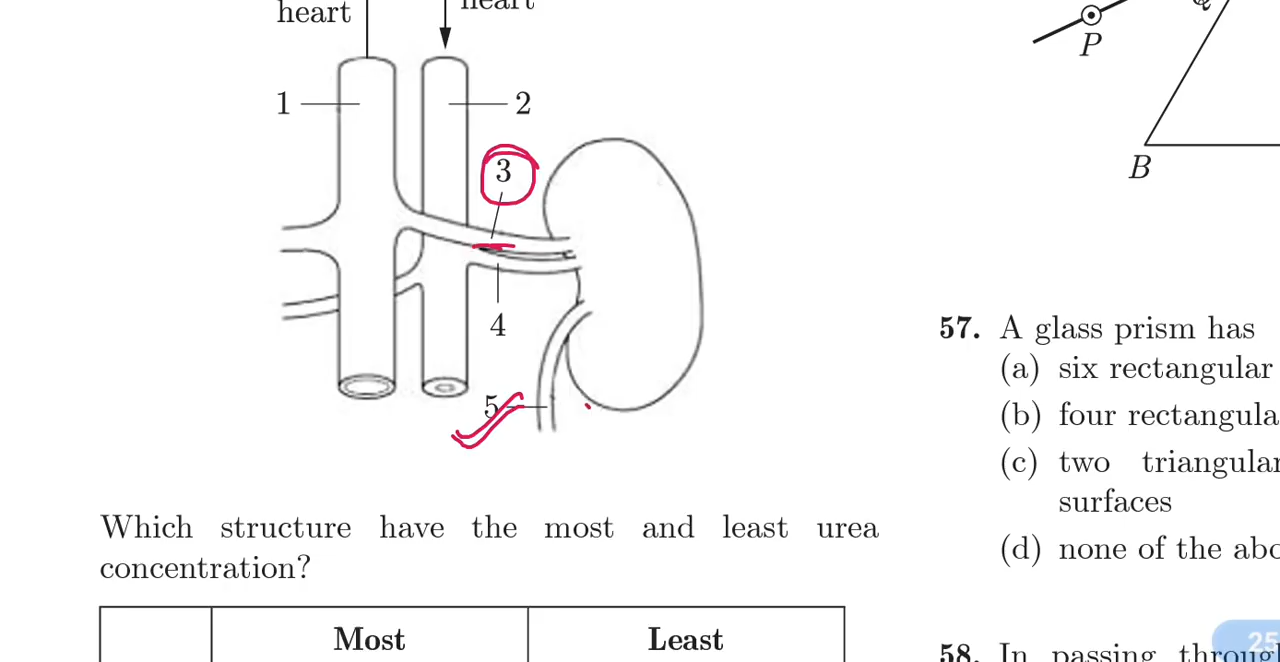 heart
heart
1
2
3
4
5
Which structure have the most and least urea
concentration?
Most Least
P
B
57. A glass prism has
(a) six rectangular
(b) four rectangula
(c) two triangular
surfaces
(d) none of the abo
58. In passing through
25